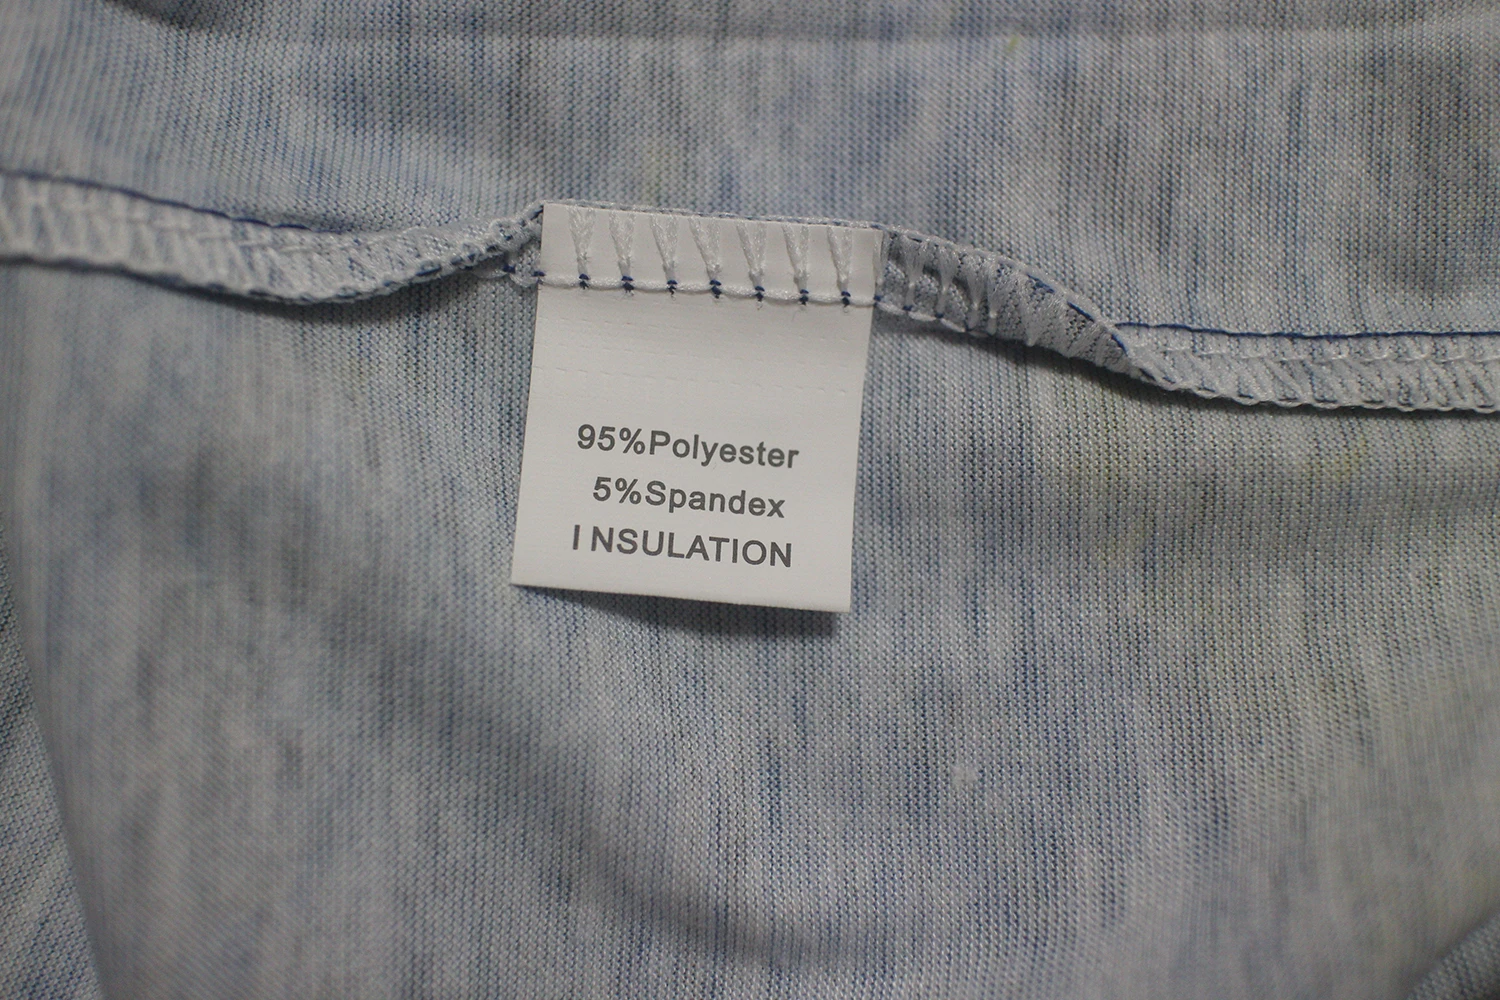 95%Polyester
5%Spandex
I NSULATION